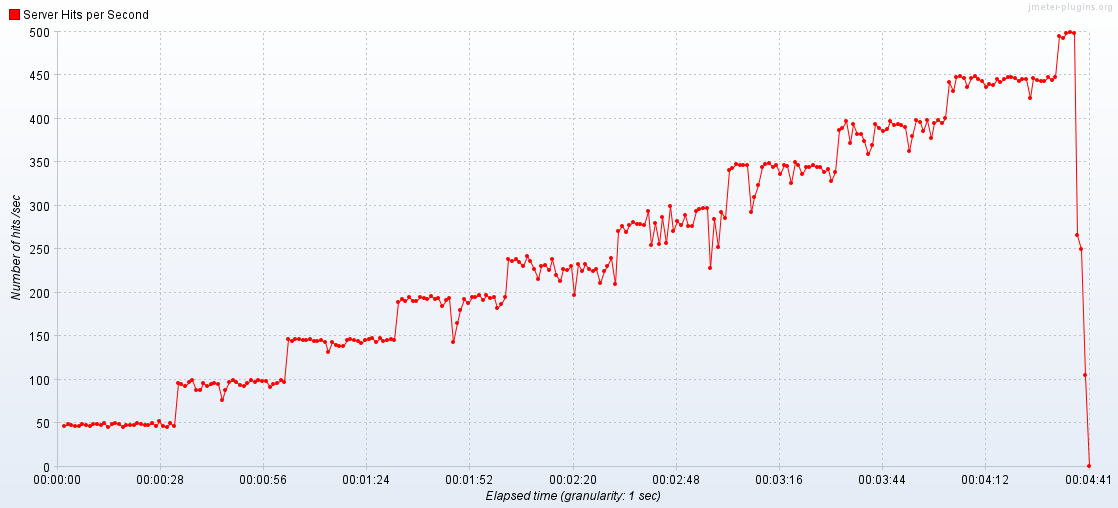 Server Hits per Second
jmeter-plugins.org
500
450
400
350
300
250
200
150
100
50
0
Number of hits /sec
00:00:00 00:00:28 00:00:56 00:01:24 00:01:52 00:02:20 00:02:48 00:03:16 00:03:44 00:04:12 00:04:41
Elapsed time (granularity: 1 sec)